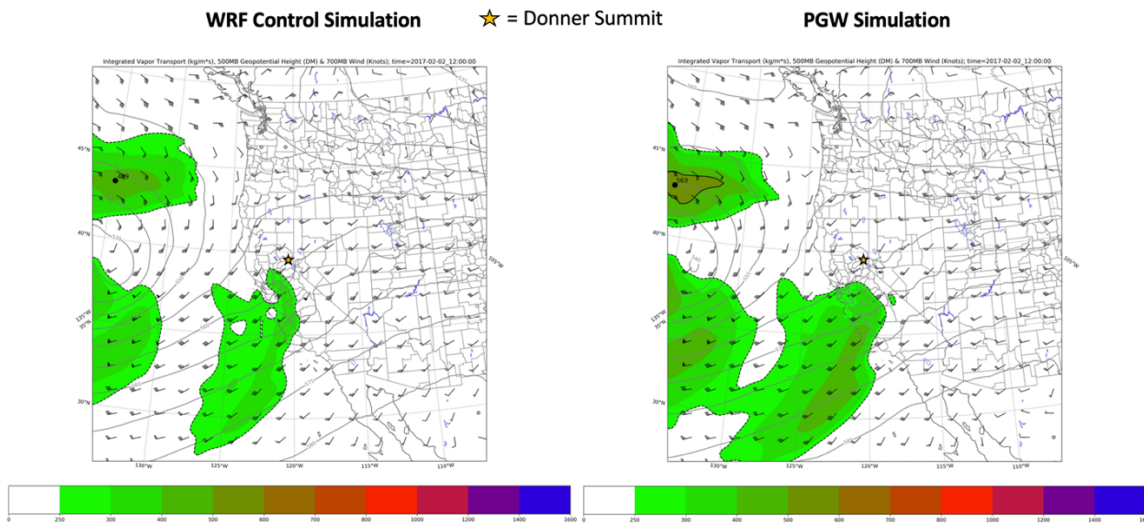 WRF Control Simulation
= Donner Summit
PGW Simulation
Integrated Vapor Transport (kg/m*s), 500MB Geopotential Height (DM) & 700MB Wind (Knots); time=2017-02-02_12:00:00
Integrated Vapor Transport (kg/m*s), 500MB Geopotential Height (DM) & 700MB Wind (Knots); time=2017-02-02_12:00:00
45°N
40°N
135°W
35°N
30°N
105°W
130°W 125°W 120°W 115°W 110°W
45°N
563
40°N
135°W
35°N
30°N
105°W
130°W 125°W 120°W 115°W 110°W
0 250 300 400 500 600 700 800 1000 1200 1400 1600
0 250 300 400 500 600 700 800 1000 1200 1400